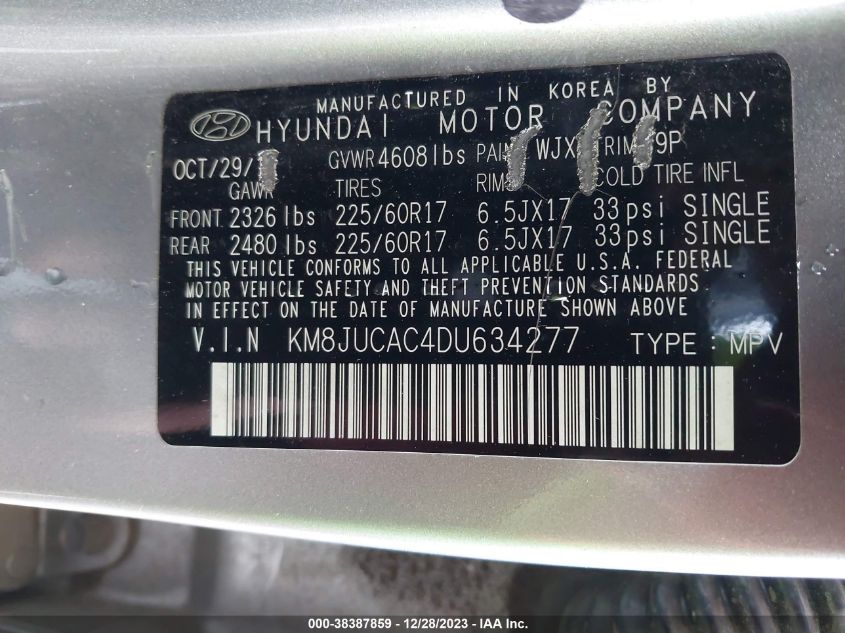 MANUFACTURED IN KOREA BY
HYUNDAI MOTOR COMPANY
OCT/29/ GVWR 4608 lbs PAINT WJX TRIM 9P
GAWR TIRES RIMS COLD TIRE INFL
FRONT 2326 lbs 225/60R17 6.5JX17 33psi SINGLE
REAR 2480 lbs 225/60R17 6.5JX17 33psi SINGLE
THIS VEHICLE CONFORMS TO ALL APPLICABLE U.S.A. FEDERAL
MOTOR VEHICLE SAFETY AND THEFT PREVENTION STANDARDS
IN EFFECT ON THE DATE OF MANUFACTURE SHOWN ABOVE
V.I.N KM8JUCAC4DU634277 TYPE : MPV
000-38387859 - 12/28/2023 - IAA Inc.